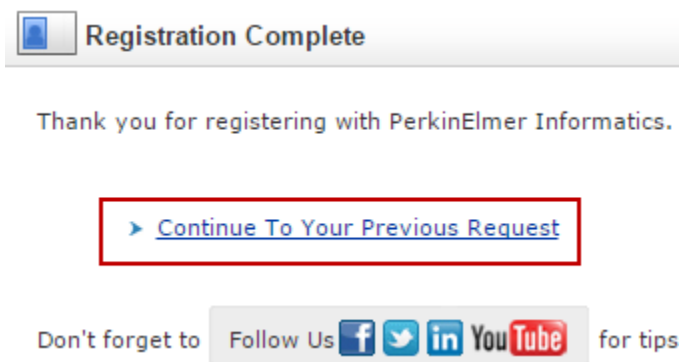 Registration Complete
Thank you for registering with PerkinElmer Informatics.
Continue To Your Previous Request
Don't forget to Follow Us f in YouTube for tips